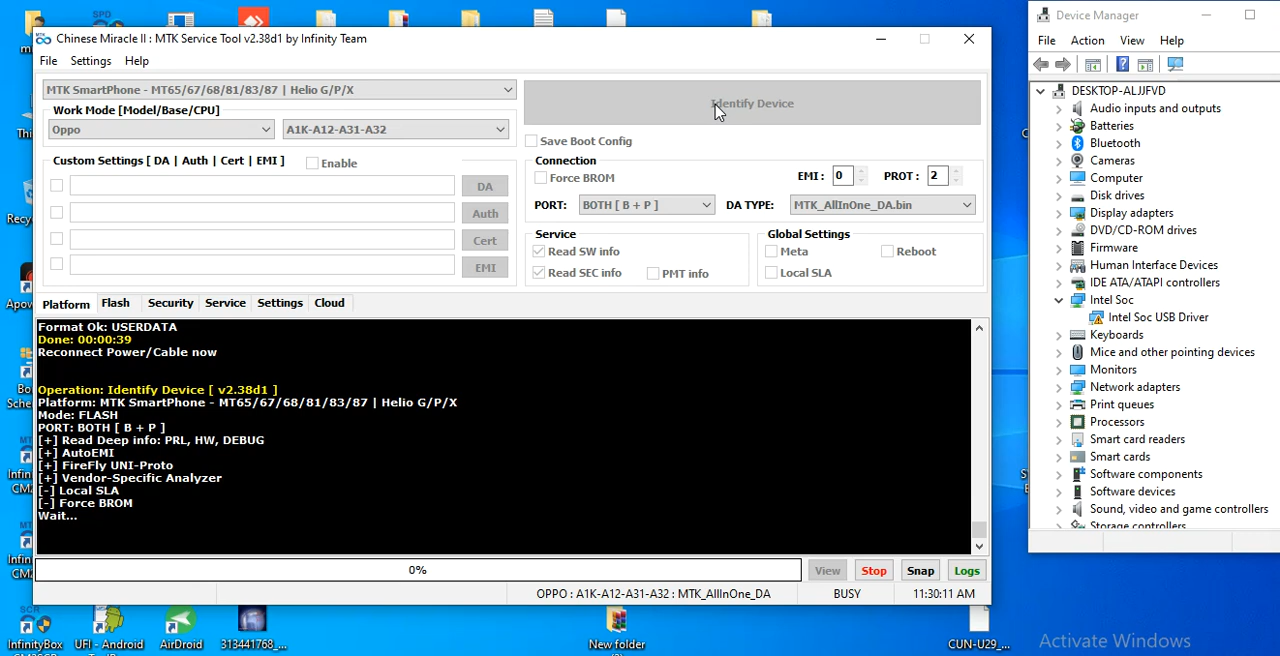 SPD
Chinese Miracle II : MTK Service Tool v2.38d1 by Infinity Team
File Settings Help
MTK SmartPhone - MT65/67/68/81/83/87 | Helio G/P/X
Identify Device
Work Mode [Model/Base/CPU]
Oppo
A1K-A12-A31-A32
Save Boot Config
Custom Settings [ DA | Auth | Cert | EMI ]
Enable
DA
Auth
Cert
EMI
Connection
Force BROM
EMI : 0 PROT : 2
PORT: BOTH [ B + P ] DA TYPE: MTK_AllInOne_DA.bin
Service
Read SW info
Read SEC info PMT info
Global Settings
Meta Reboot
Local SLA
Platform Flash Security Service Settings Cloud
Format Ok: USERDATA
Done: 00:00:39
Reconnect Power/Cable now
Operation: Identify Device [ v2.38d1 ]
Platform: MTK SmartPhone - MT65/67/68/81/83/87 | Helio G/P/X
Mode: FLASH
PORT: BOTH [ B + P ]
[+] Read Deep info: PRL, HW, DEBUG
[+] AutoEMI
[+] FireFly UNI-Proto
[+] Vendor-Specific Analyzer
[-] Local SLA
[-] Force BROM
Wait...
0%
View Stop Snap Logs
OPPO : A1K-A12-A31-A32 : MTK_AllInOne_DA BUSY 11:30:11 AM
Device Manager
File Action View Help
DESKTOP-ALJJFVD
Audio inputs and outputs
Batteries
Bluetooth
Cameras
Computer
Disk drives
Display adapters
DVD/CD-ROM drives
Firmware
Human Interface Devices
IDE ATA/ATAPI controllers
Intel Soc
Intel Soc USB Driver
Keyboards
Mice and other pointing devices
Monitors
Network adapters
Print queues
Processors
Smart card readers
Smart cards
Software components
Software devices
Sound, video and game controllers
Storage controllers
InfinityBox
UFI - Android
AirDroid
313441768_...
New folder
CUN-U29_...
Activate Windows